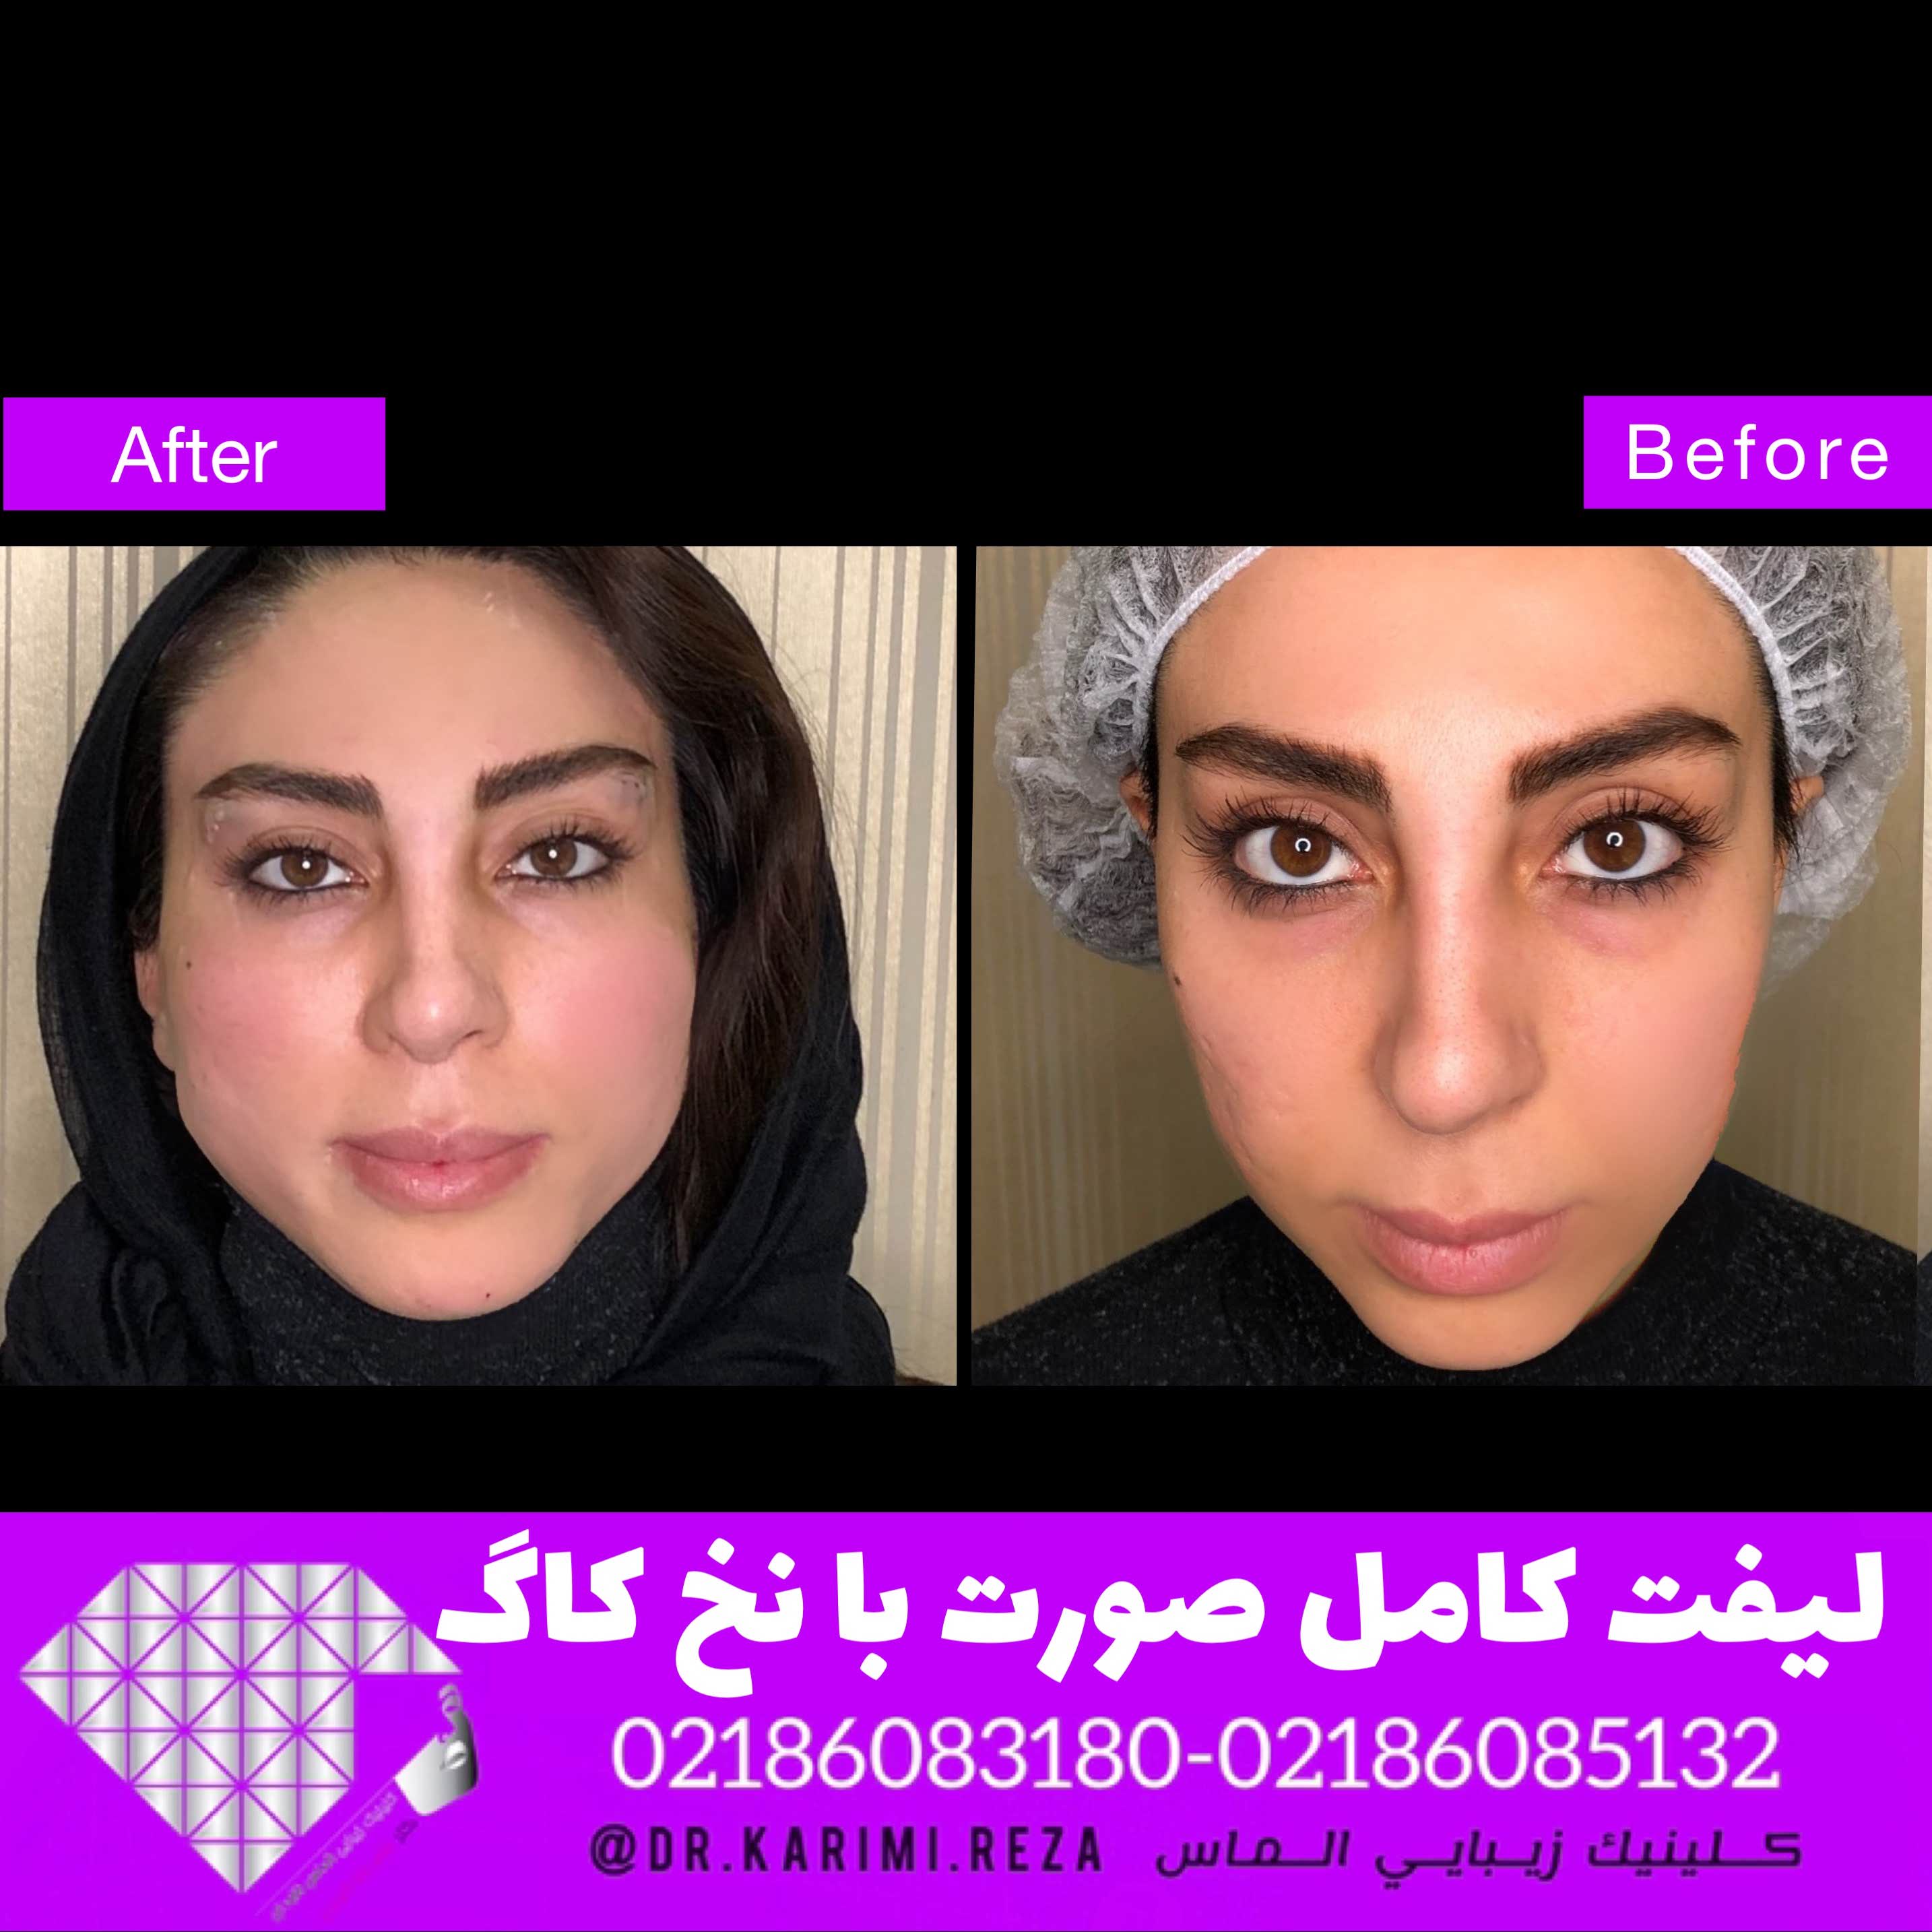 After
Before
لیفت کامل صورت با نخ کاگ
02186083180-02186085132
@DR.KARIMI.REZA کلینیک زیبایی الماس